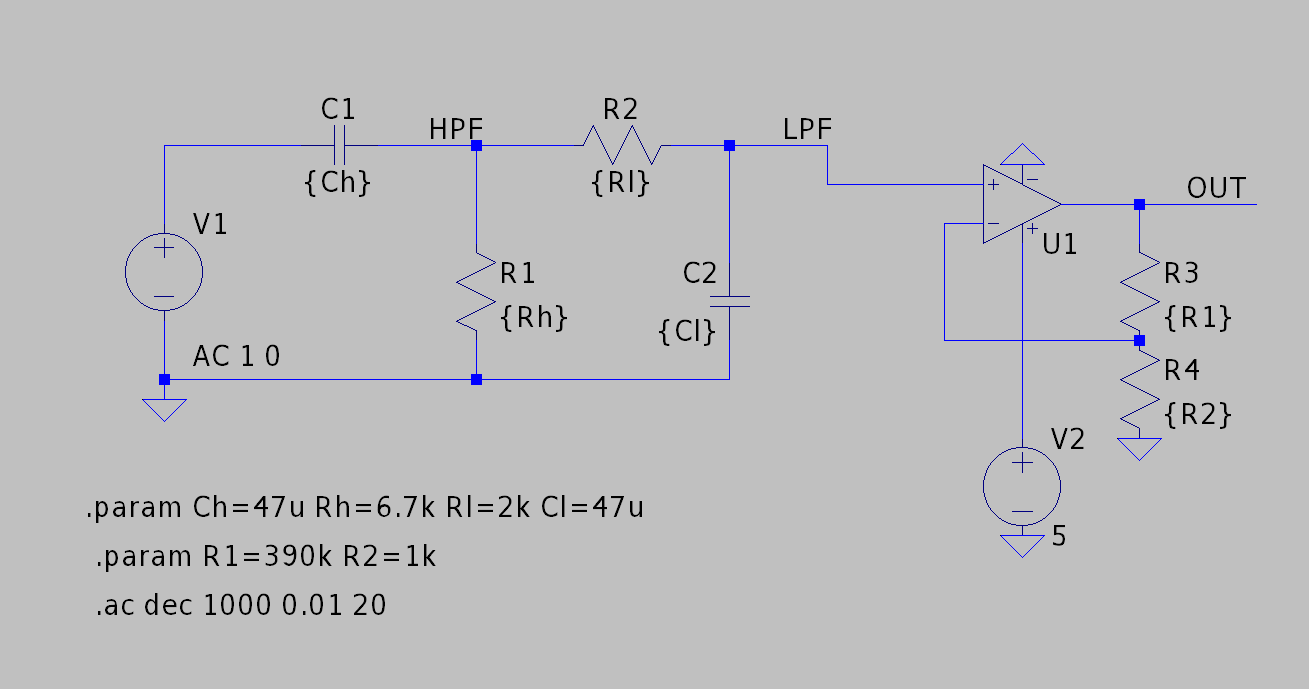 C1
HPF
R2
LPF
{Ch}
{Rl}
OUT
V1
U1
R1
C2
R3
{Rh}
{Cl}
{R1}
AC 1 0
R4
{R2}
V2
5
.param Ch=47u Rh=6.7k Rl=2k Cl=47u
.param R1=390k R2=1k
.ac dec 1000 0.01 20